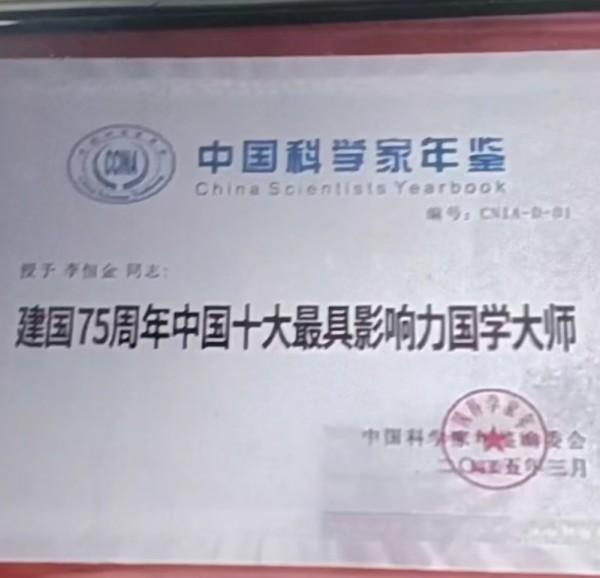 中国科学家年鉴
China Scientists Yearbook
编号: CNIA-D-01
授予 李恒金 同志:
建国75周年中国十大最具影响力国学大师
中国科学家年鉴编委会
二〇二五年三月